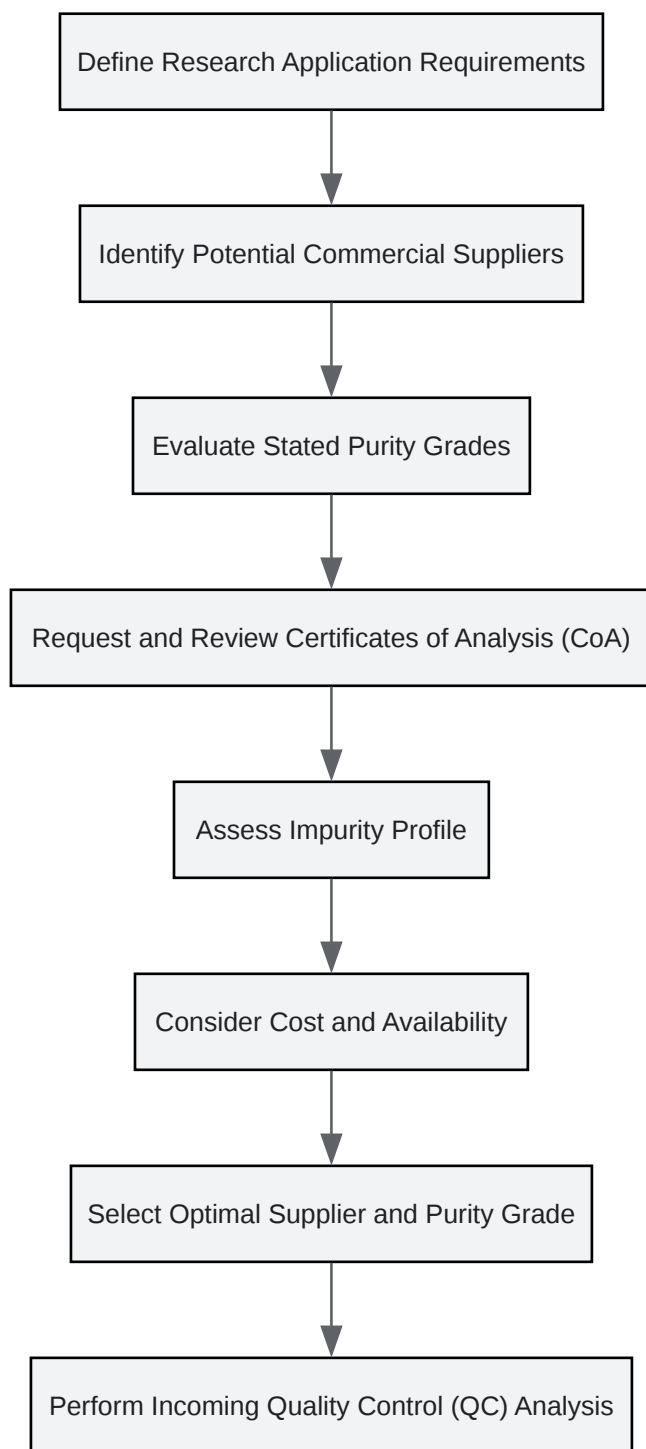 Define Research Application Requirements
Identify Potential Commercial Suppliers
Evaluate Stated Purity Grades
Request and Review Certificates of Analysis (CoA)
Assess Impurity Profile
Consider Cost and Availability
Select Optimal Supplier and Purity Grade
Perform Incoming Quality Control (QC) Analysis